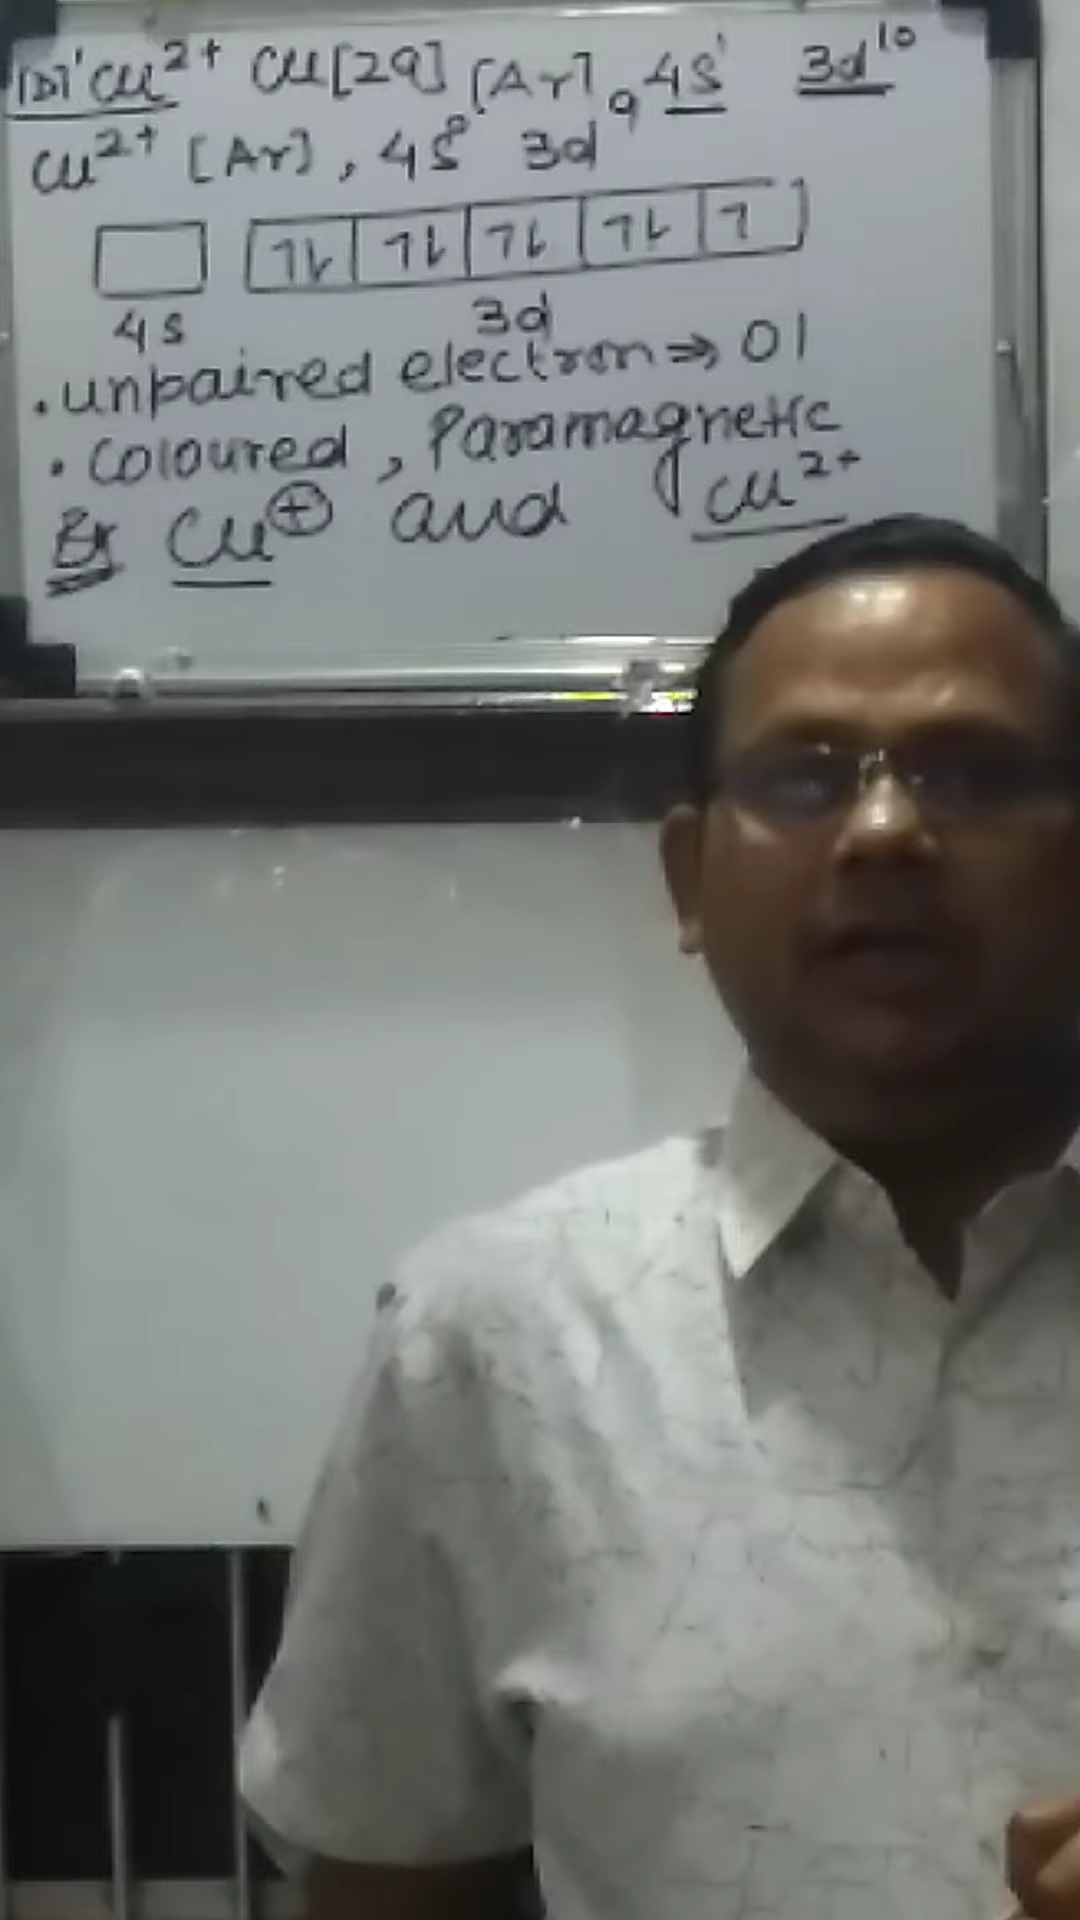 [D] Cu²⁺ Cu[29] [Ar], 4s¹ 3d¹⁰
Cu²⁺ [Ar], 4s⁰ 3d⁹
4s 3d
. unpaired electron ⇒ 01
. Coloured, Paramagnetic
Ex Cu⊕ and Cu²⁺